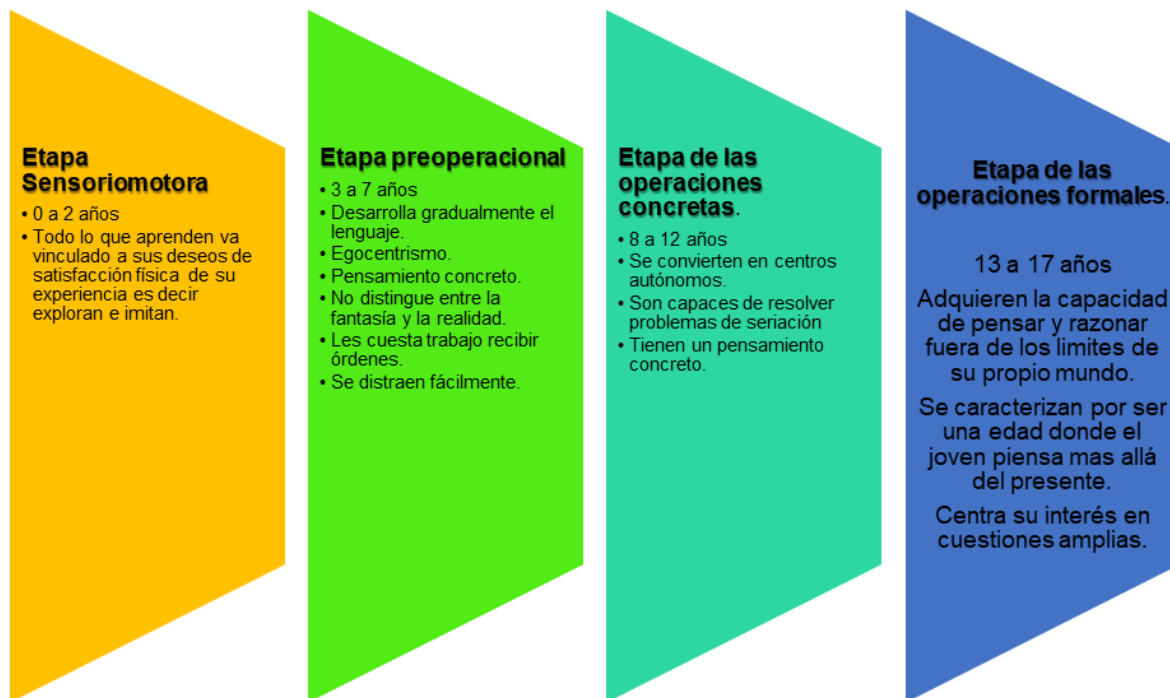 Etapa
Sensoriomotora
• 0 a 2 años
• Todo lo que aprenden va
vinculado a sus deseos de
satisfacción física de su
experiencia es decir
exploran e imitan.
Etapa preoperacional
• 3 a 7 años
• Desarrolla gradualmente el
lenguaje.
• Egocentrismo.
• Pensamiento concreto.
• No distingue entre la
fantasía y la realidad.
• Les cuesta trabajo recibir
órdenes.
• Se distraen fácilmente.
Etapa de las
operaciones
concretas.
• 8 a 12 años
• Se convierten en centros
autónomos.
• Son capaces de resolver
problemas de seriación
• Tienen un pensamiento
concreto.
Etapa de las
operaciones formales.
13 a 17 años
Adquieren la capacidad
de pensar y razonar
fuera de los limites de
su propio mundo.
Se caracterizan por ser
una edad donde el
joven piensa mas allá
del presente.
Centra su interés en
cuestiones amplias.